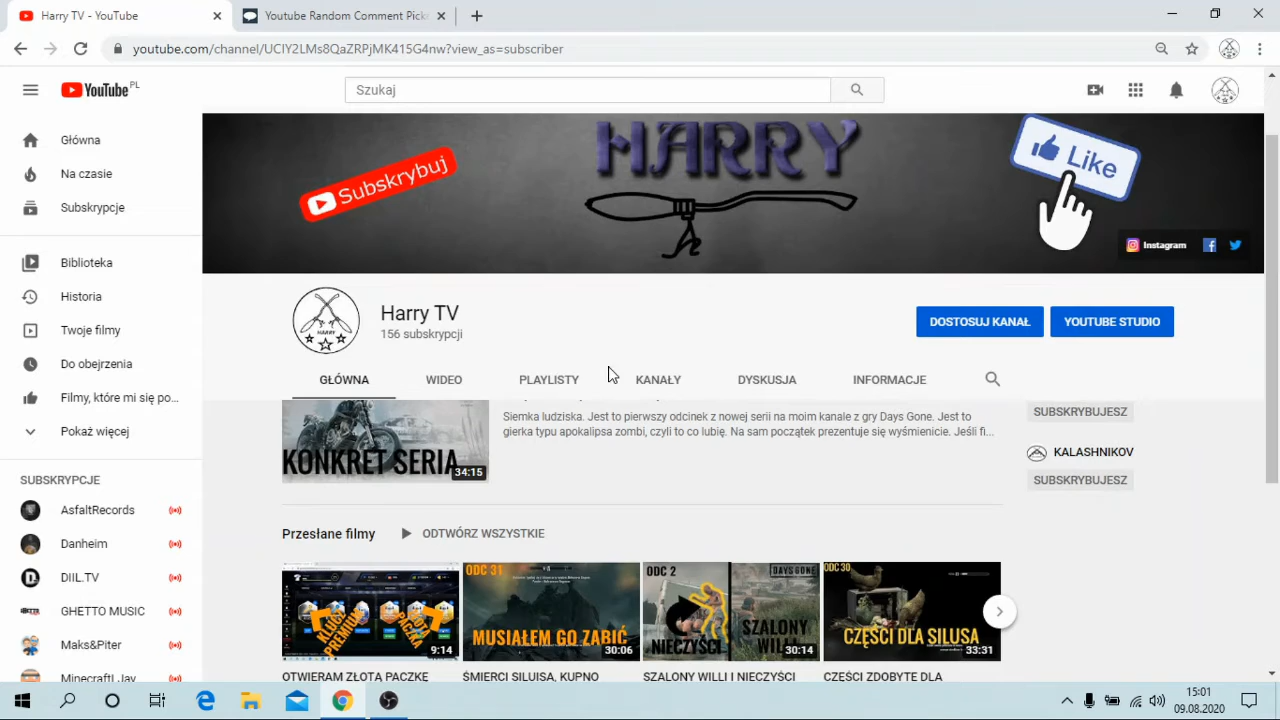 Harry TV - YouTube
Youtube Random Comment Pick
youtube.com/channel/UCIY2LMs8QaZRPjMK415G4nw?view_as=subscriber
YouTube PL
Szukaj
HARRY
Subskrybuj
Like
Instagram
Główna
Na czasie
Subskrypcje
Biblioteka
Historia
Twoje filmy
Do obejrzenia
Filmy, które mi się po...
Pokaż więcej
SUBSKRYPCJE
AsfaltRecords
Danheim
DIIL.TV
GHETTO MUSIC
Maks&Piter
HARRY
Harry TV
156 subskrypcji
DOSTOSUJ KANAŁ
YOUTUBE STUDIO
GŁÓWNA
WIDEO
PLAYLISTY
KANAŁY
DYSKUSJA
INFORMACJE
Siemka ludziska. Jest to pierwszy odcinek z nowej serii na moim kanale z gry Days Gone. Jest to
gierka typu apokalipsa zombi, czyli to co lubię. Na sam początek prezentuje się wyśmienicie. Jeśli fi...
KONKRET SERIA
34:15
SUBSKRYBUJESZ
KALASHNIKOV
SUBSKRYBUJESZ
Przesłane filmy
ODTWÓRZ WSZYSTKIE
9:14
ODC 31
MUSIAŁEM GO ZABIĆ
30:06
ODC 2
DAYS GONE
SZALONY
NIECZYŚCI
30:14
ODC 30
CZĘŚCI DLA SILUSA
33:31
OTWIERAM ZŁOTĄ PACZKĘ
ŚMIERCI SILUISA, KUPNO
SZALONY WILLI I NIECZYŚCI
CZĘŚCI ZDOBYTE DLA
15:01
09.08.2020